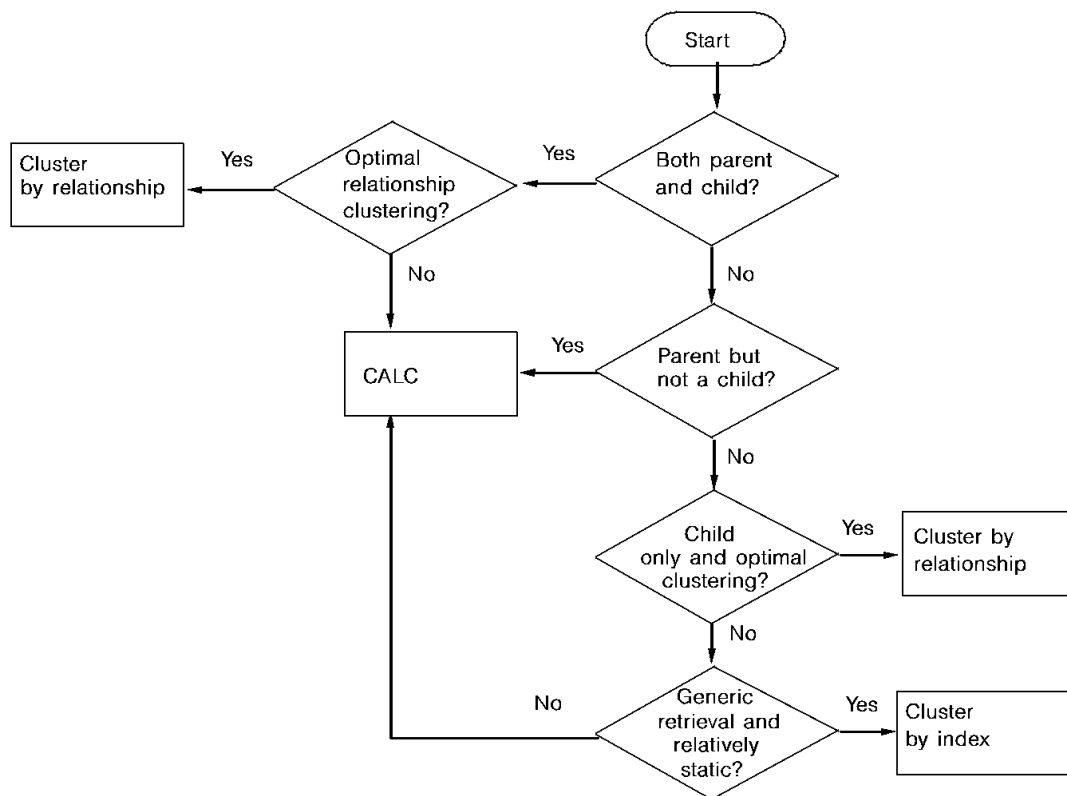 Start
Both parent
and child?
Yes
Optimal
relationship
clustering?
Yes
Cluster
by relationship
No
No
Parent but
not a child?
Yes
CALC
No
Child
only and optimal
clustering?
Yes
Cluster by
relationship
No
Generic
retrieval and
relatively
static?
Yes
Cluster
by index
No